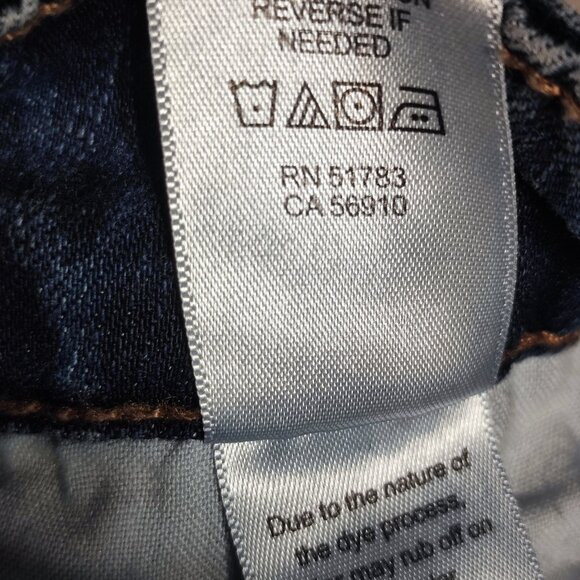 REVERSE IF
NEEDED
RN 51783
CA 56910
Due to the nature of
the dye process,
may rub off on